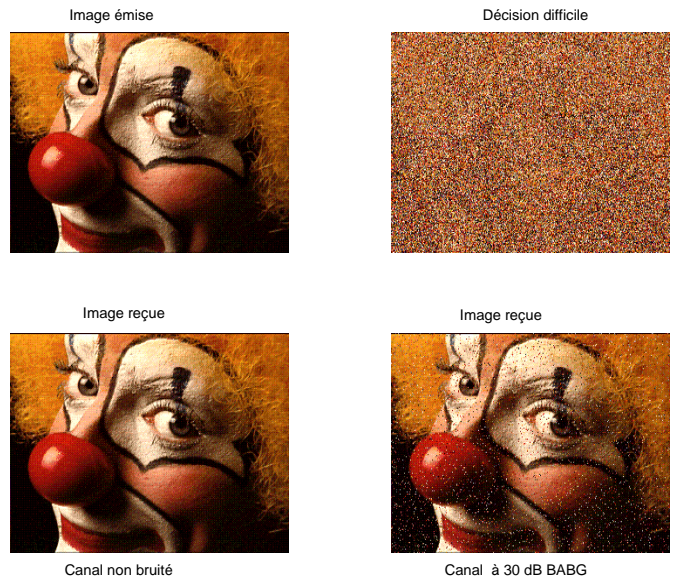 Image émise
Décision difficile
Image reçue
Image reçue
Canal non bruité
Canal à 30 dB BABG